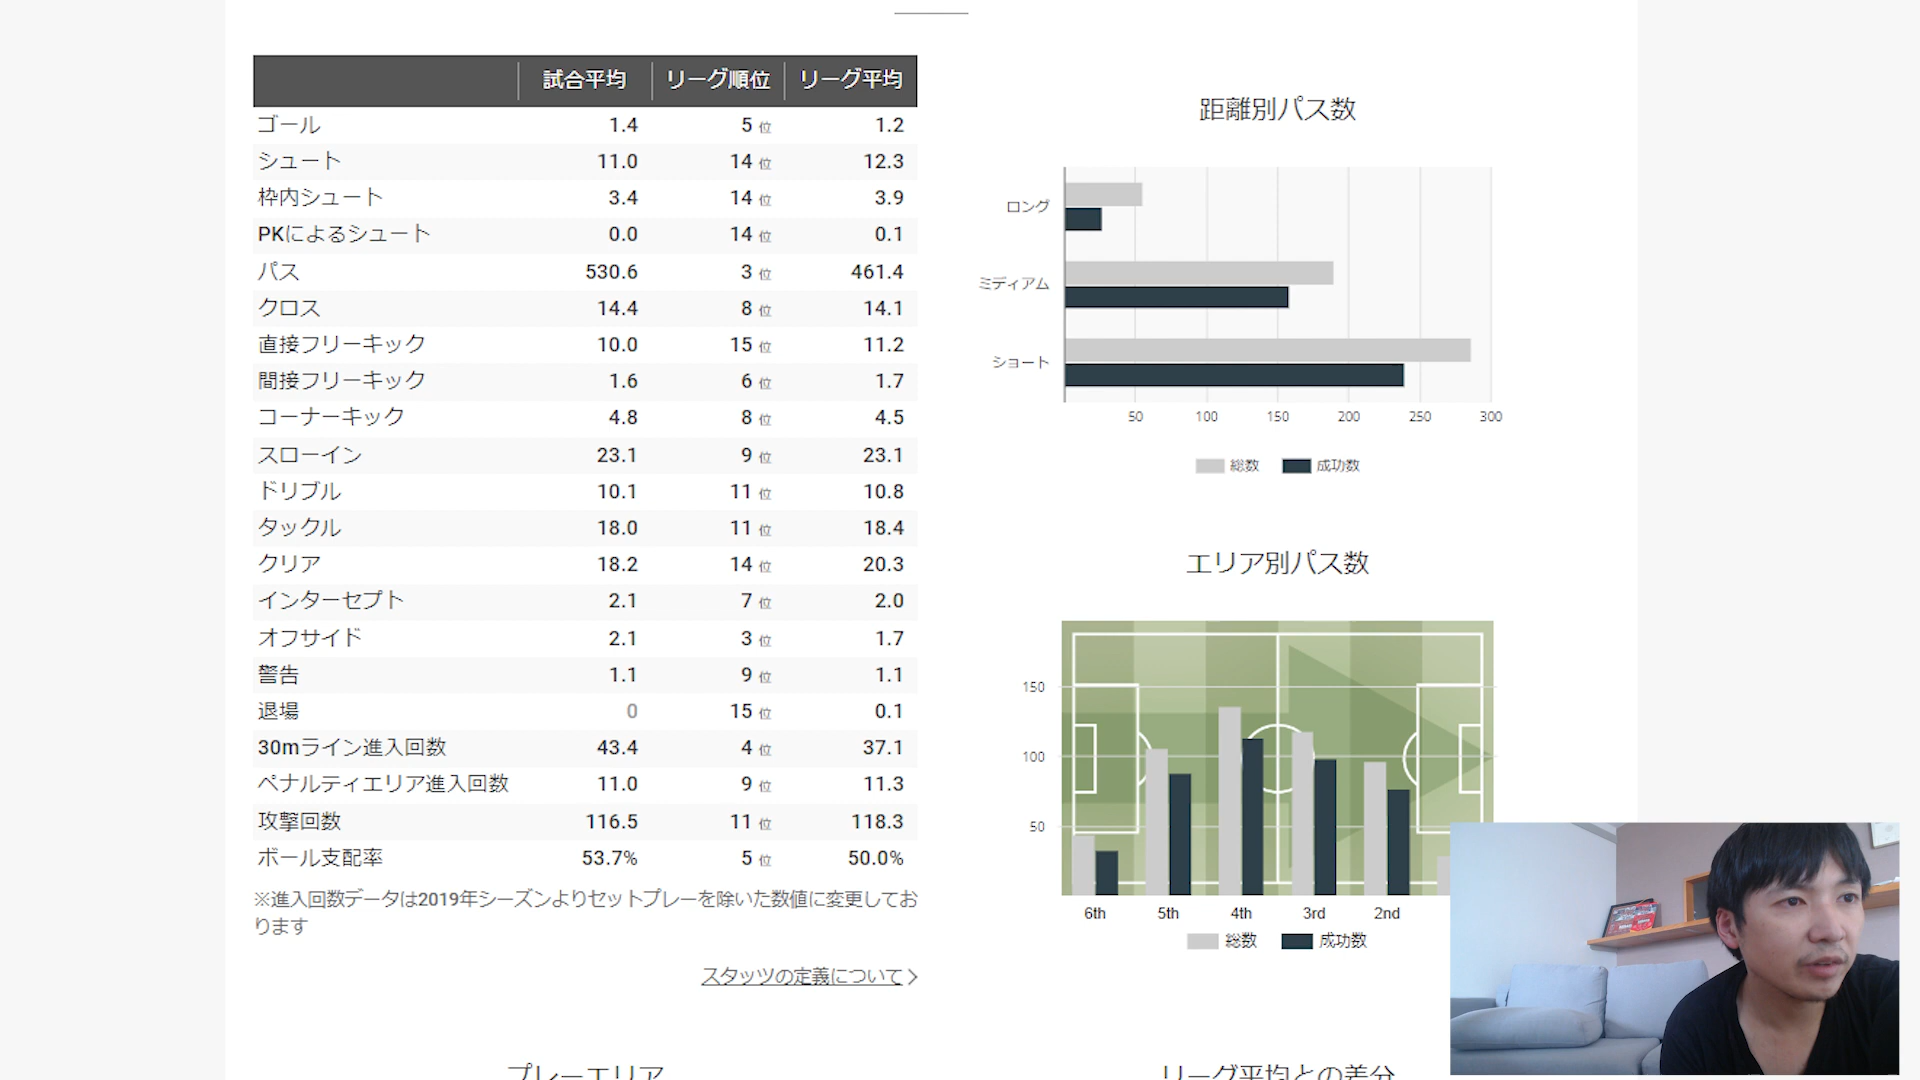 試合平均 リーグ順位 リーグ平均
ゴール 1.4 5 位 1.2
シュート 11.0 14 位 12.3
枠内シュート 3.4 14 位 3.9
PKによるシュート 0.0 14 位 0.1
パス 530.6 3 位 461.4
クロス 14.4 8 位 14.1
直接フリーキック 10.0 15 位 11.2
間接フリーキック 1.6 6 位 1.7
コーナーキック 4.8 8 位 4.5
スローイン 23.1 9 位 23.1
ドリブル 10.1 11 位 10.8
タックル 18.0 11 位 18.4
クリア 18.2 14 位 20.3
インターセプト 2.1 7 位 2.0
オフサイド 2.1 3 位 1.7
警告 1.1 9 位 1.1
退場 0 15 位 0.1
30mライン進入回数 43.4 4 位 37.1
ペナルティエリア進入回数 11.0 9 位 11.3
攻撃回数 116.5 11 位 118.3
ボール支配率 53.7% 5 位 50.0%
※進入回数データは2019年シーズンよりセットプレーを除いた数値に変更してお
ります
スタッツの定義について
プレーエリア
距離別パス数
ロング
ミディアム
ショート
50 100 150 200 250 300
総数 成功数
エリア別パス数
150
100
50
6th 5th 4th 3rd 2nd
総数 成功数
リーグ平均との差分